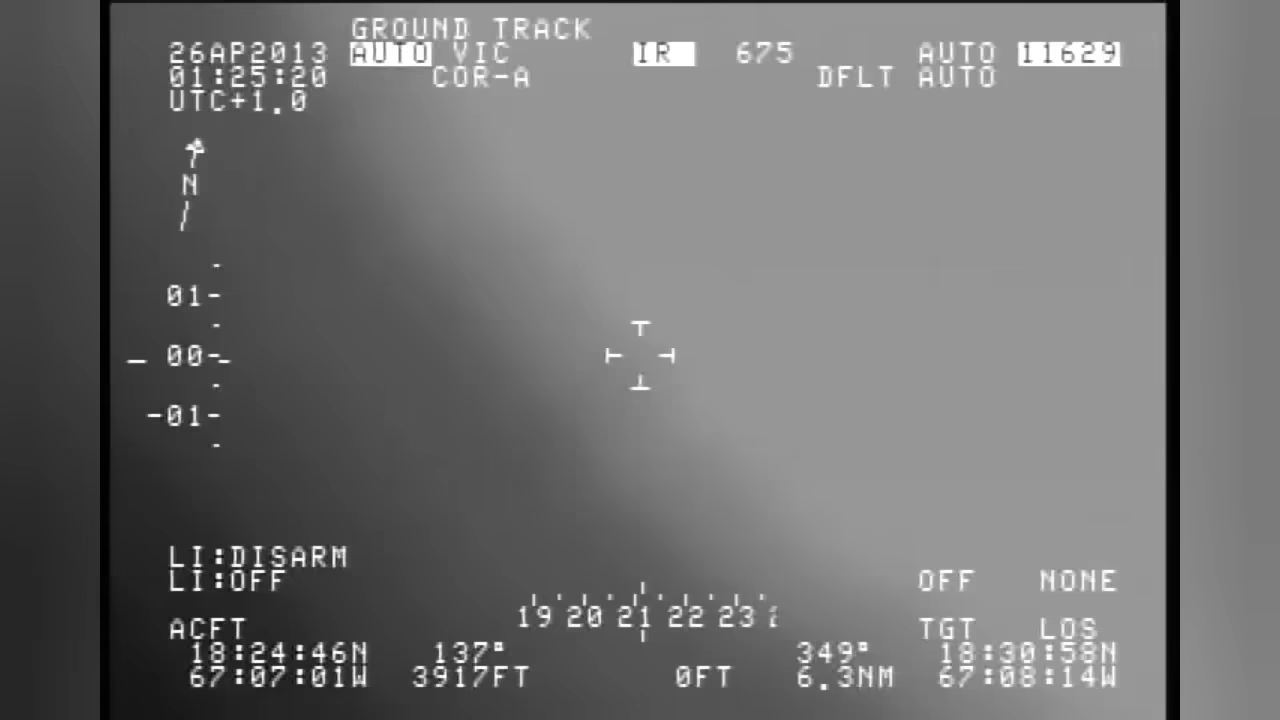 GROUND TRACK
26AP2013 AUTO VIC IR 675 AUTO 11629
01:25:20 COR-A DFLT AUTO
UTC+1.0
N
01-
- 00--
-01-
LI:DISARM
LI:OFF OFF NONE
19 20 21 22 23
ACFT TGT LOS
18:24:46N 137° 349° 18:30:58N
67:07:01W 3917FT 0FT 6.3NM 67:08:14W